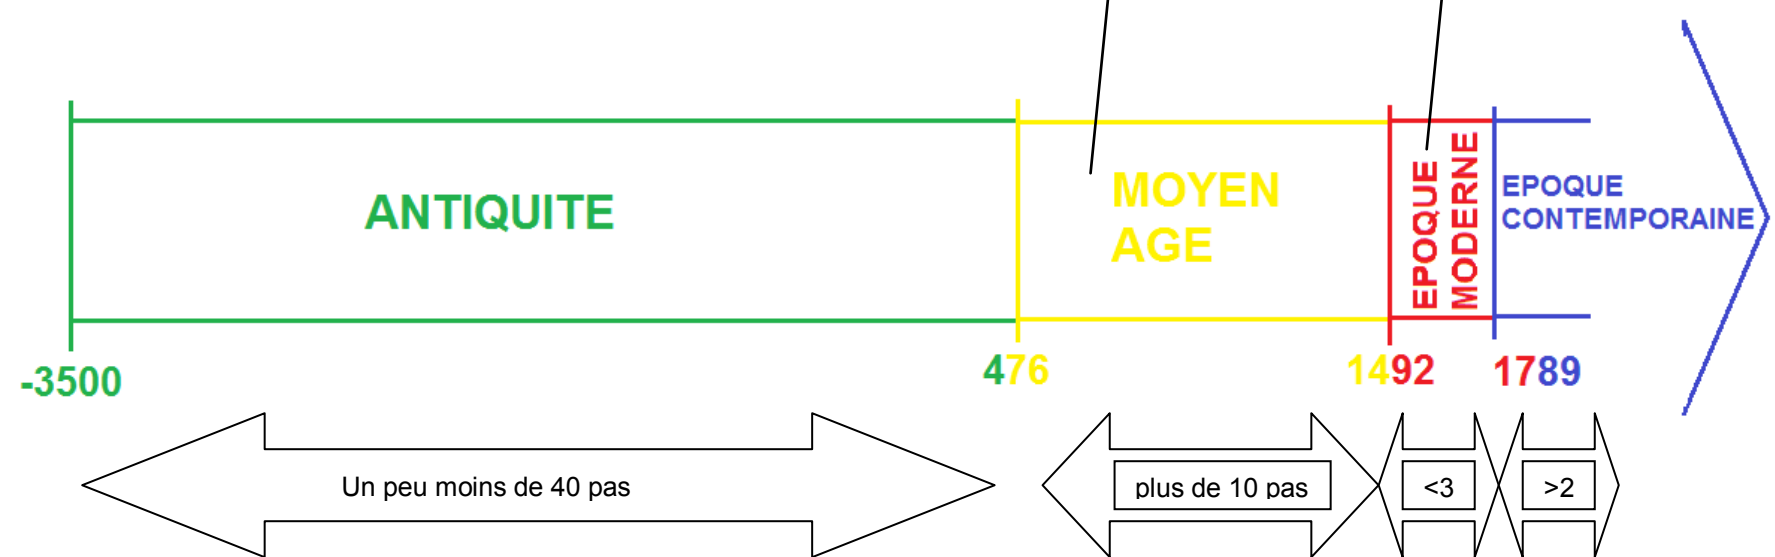 ANTIQUITE
MOYEN
AGE
EPOQUE
MODERNE
EPOQUE
CONTEMPORAINE
-3500
476
1492
1789
Un peu moins de 40 pas
plus de 10 pas
<3
>2